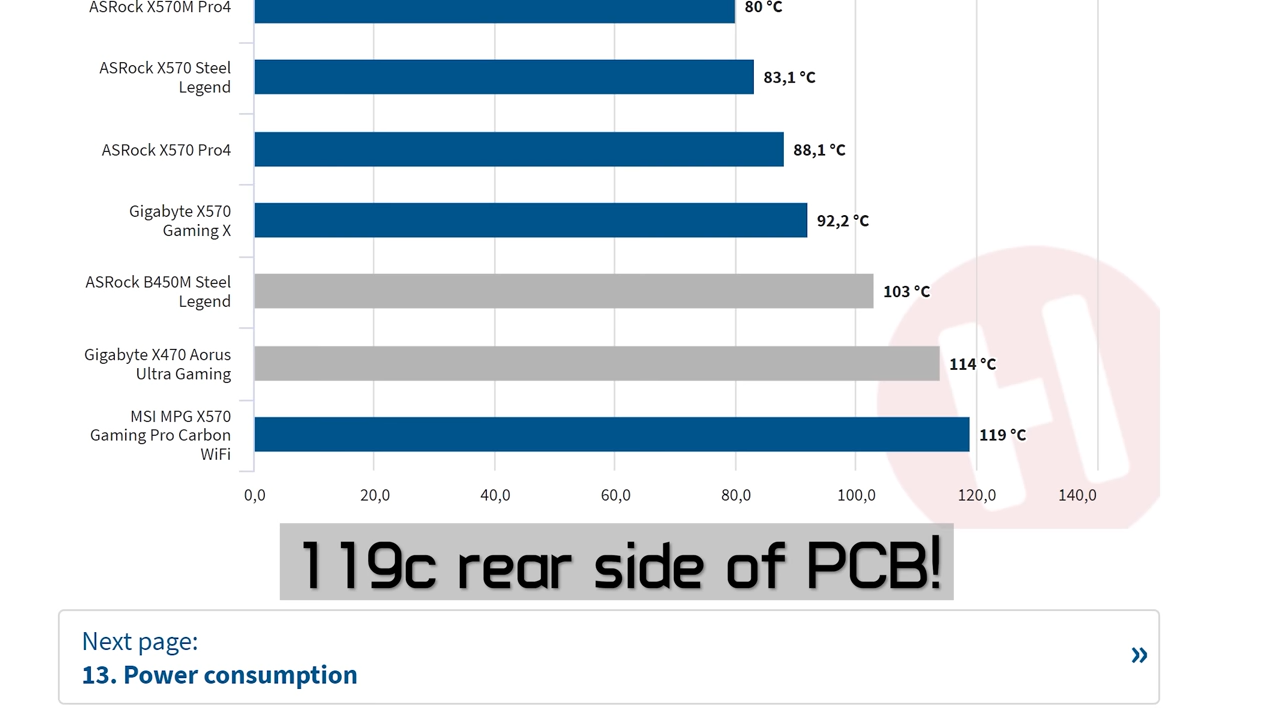 ASRock X570M Pro4
80 °C
ASRock X570 Steel
Legend
83,1 °C
ASRock X570 Pro4
88,1 °C
Gigabyte X570
Gaming X
92,2 °C
ASRock B450M Steel
Legend
103 °C
Gigabyte X470 Aorus
Ultra Gaming
114 °C
MSI MPG X570
Gaming Pro Carbon
WiFi
119 °C
0,0 20,0 40,0 60,0 80,0 100,0 120,0 140,0
119c rear side of PCB!
Next page:
13. Power consumption
»